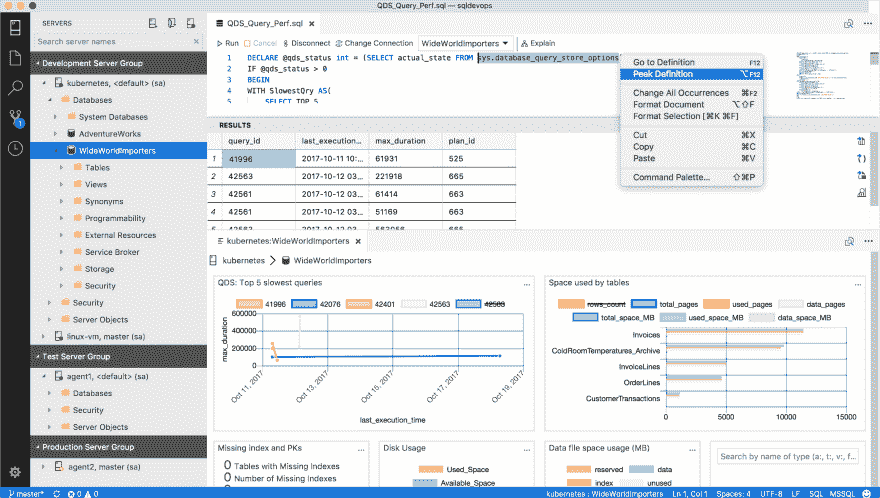 QDS_Query_Perf.sql — sqldevops
SERVERS
Search server names
Development Server Group
kubernetes, <default> (sa)
Databases
System Databases
AdventureWorks
WideWorldImporters
Tables
Views
Synonyms
Programmability
External Resources
Service Broker
Storage
Security
Security
Server Objects
linux-vm, master (sa)
Test Server Group
agent1, <default> (sa)
Databases
Security
Server Objects
Production Server Group
agent2, master (sa)
QDS_Query_Perf.sql
Run Cancel Disconnect Change Connection WideWorldImporters Explain
DECLARE @qds_status int = (SELECT actual_state FROM sys.database_query_store_options
IF @qds_status > 0
BEGIN
WITH SlowestQry AS(
SELECT TOP 5
1
2
3
4
5
Go to Definition F12
Peek Definition ⌥F12
Change All Occurrences ⌘F2
Format Document ⌥⇧F
Format Selection [⌘K ⌘F]
Cut ⌘X
Copy ⌘C
Paste ⌘V
Command Palette... ⇧⌘P
RESULTS
query_id last_execution... max_duration plan_id
1 41996 2017-10-11 10:... 61931 525
2 42563 2017-10-12 03... 221918 665
3 42561 2017-10-12 03... 61414 663
4 42561 2017-10-12 03... 51169 663
kubernetes:WideWorldImporters
kubernetes > WideWorldImporters
QDS: Top 5 slowest queries ...
41996 42076 42401 42563 42583
max_duration
600000
400000
200000
0
Oct 11, 2017 Oct 13, 2017 Oct 15, 2017 Oct 17, 2017 Oct 19, 2017
last_execution_time
Space used by tables ...
rows_count total_pages used_pages data_pages
total_space_MB used_space_MB data_space_MB
Invoices
ColdRoomTemperatures_Archive
InvoiceLines
OrderLines
CustomerTransactions
0 5000 10000 15000
Missing index and PKs ...
0 Tables with Missing Indexes
0 Number of Missing Indexes
Disk Usage ...
Used_Space
Available_Space
Data file space usage (MB) ...
reserved data
index unused
Search by name of type (a:, t:, v:, f...
1
master* 0 0
kubernetes : WideWorldImporters Ln 1, Col 1 Spaces: 4 UTF-8 LF SQL MSSQL